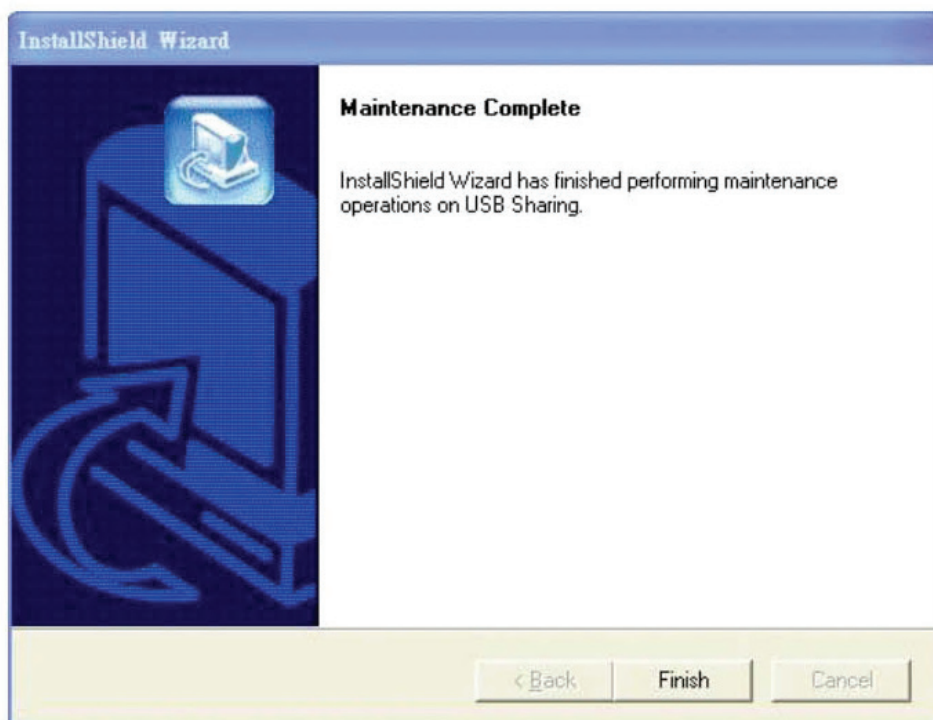 InstallShield Wizard
Maintenance Complete
InstallShield Wizard has finished performing maintenance
operations on USB Sharing.
< Back
Finish
Cancel